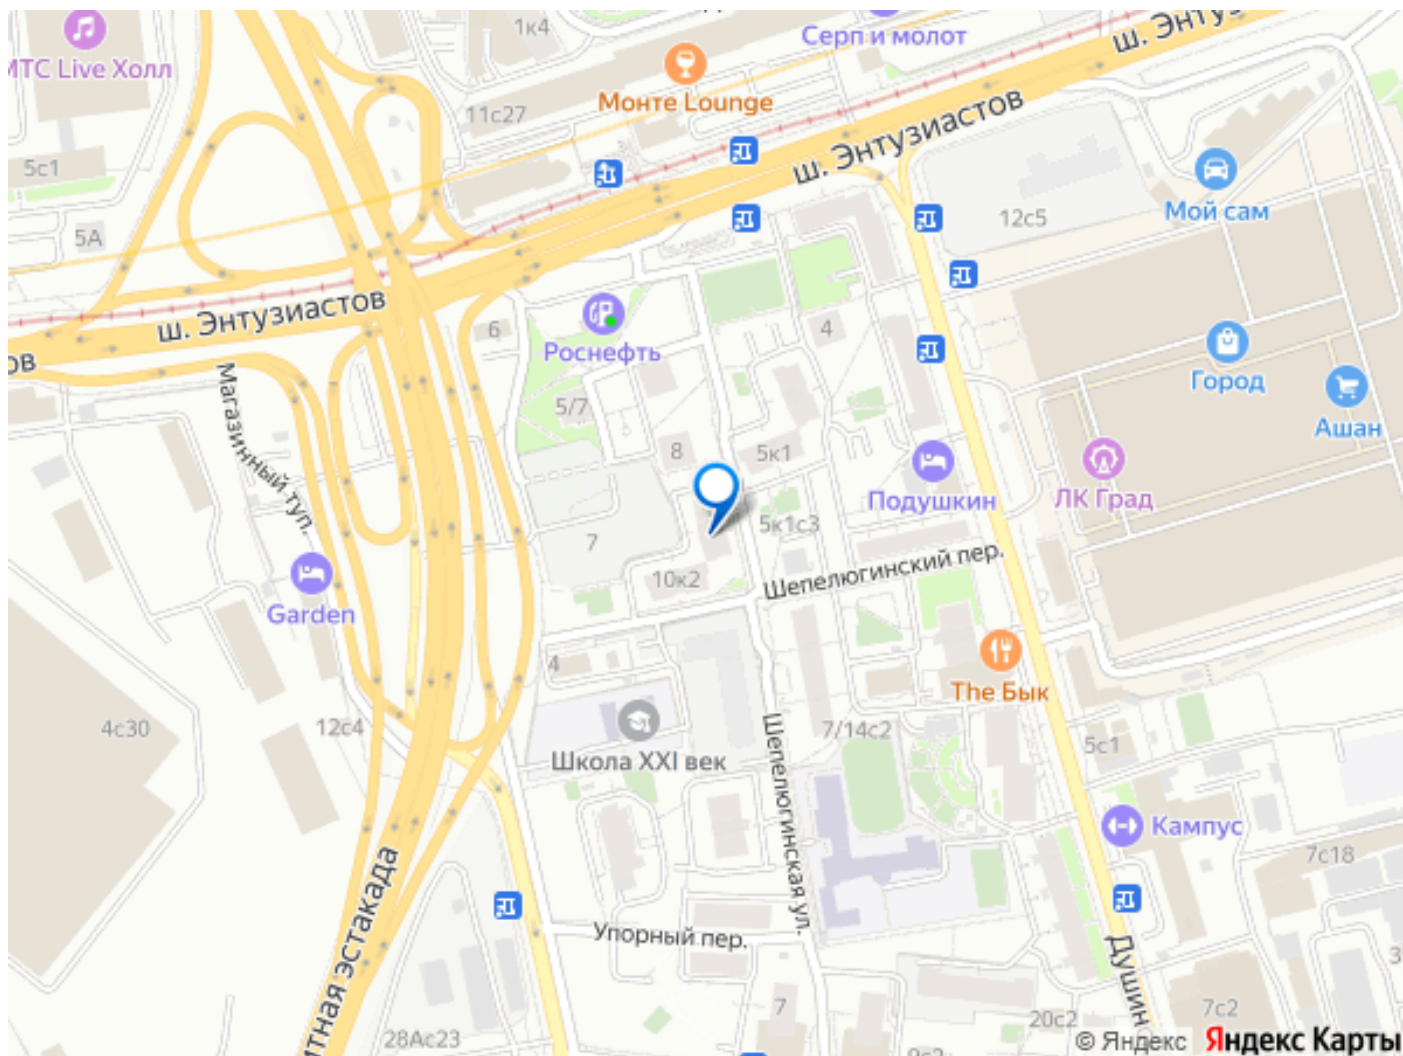 1к4
Серп и молот
ш. Энтузиастов
МТС Live Холл
Монте Lounge
11с27
ш. Энтузиастов
5с1
Мой сам
12с5
5А
ш. Энтузиастов
6
Роснефть
4
Город
Ашан
Магазинный туп.
5/7
8
5к1
Подушкин
ЛК Град
5к1с3
7
10к2
Шепелюгинский пер.
Garden
4
The Бык
4с30
12с4
Школа XXI век
7/14с2
5с1
Шепелюгинская ул.
Кампус
7с18
Упорный пер.
итная эстакада
Душин
7
20с2
7с2
28Ас23
© Яндекс Яндекс Карты